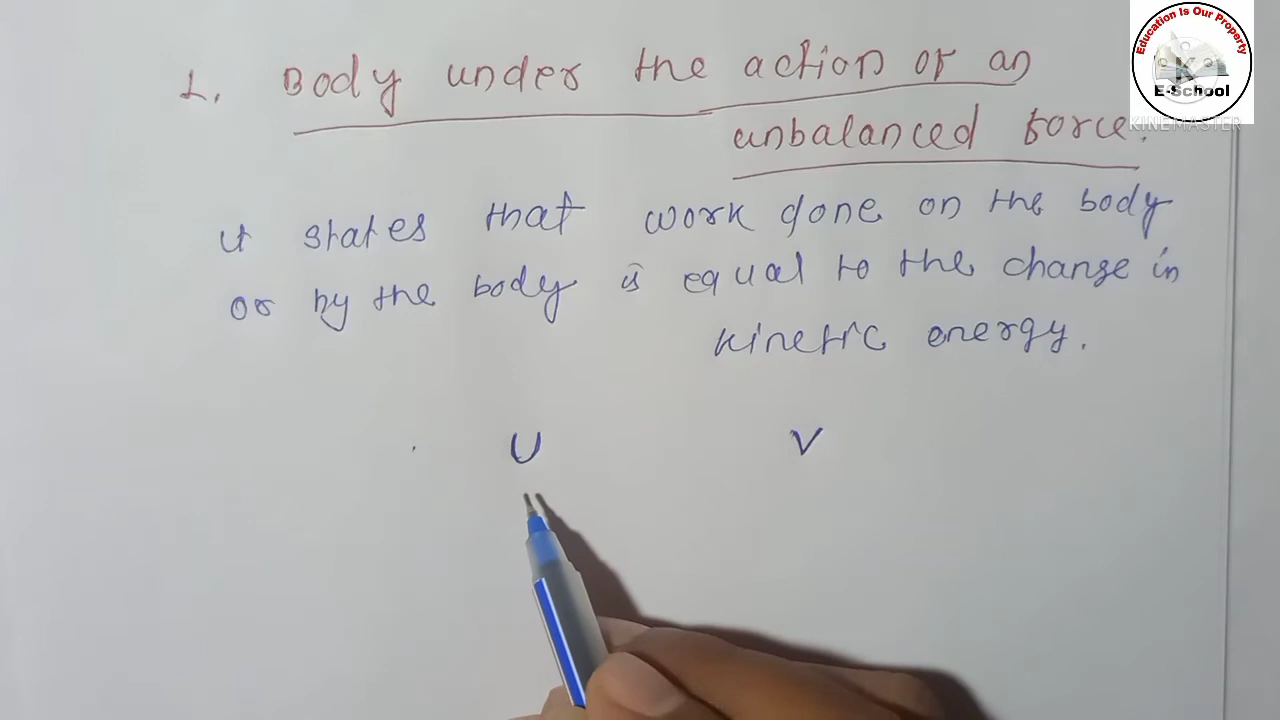 1. Body under the action of an
unbalanced force.
it states that work done on the body
or by the body is equal to the change in
kinetic energy.
U V
Education Is Our Property
K
E-School
KINEMASTER